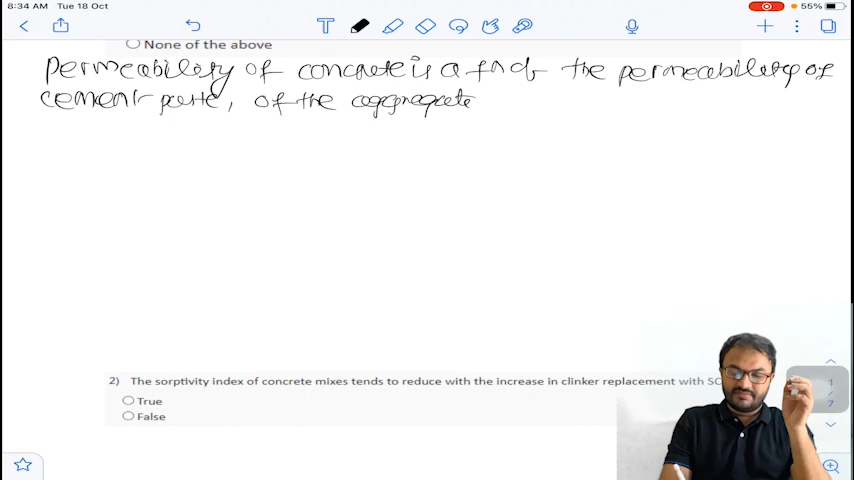 8:34 AM Tue 18 Oct
55%
None of the above
Permeability of concrete is a fn of the permeability of
cement paste, of the aggregate
2) The sorptivity index of concrete mixes tends to reduce with the increase in clinker replacement with SC
True
False
1
7